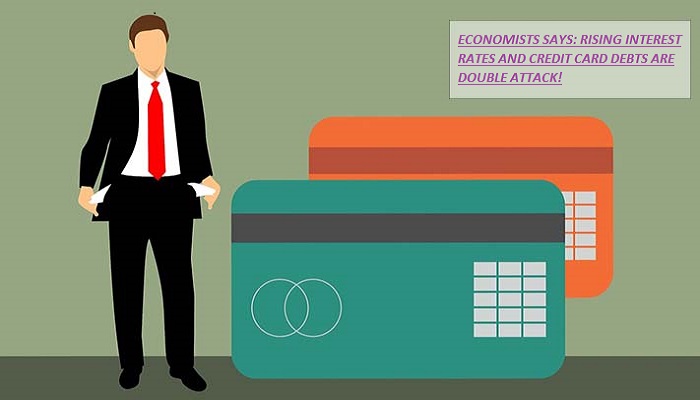 ECONOMISTS SAYS: RISING INTEREST
RATES AND CREDIT CARD DEBTS ARE
DOUBLE ATTACK!